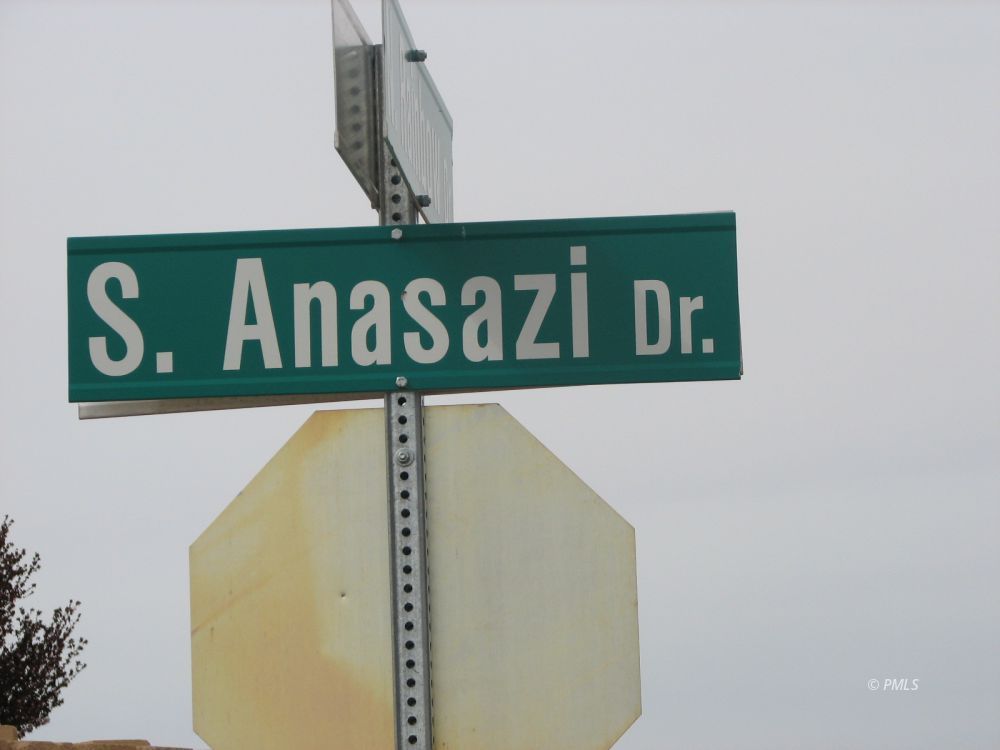 S. Anasazi Dr.
© PMLS